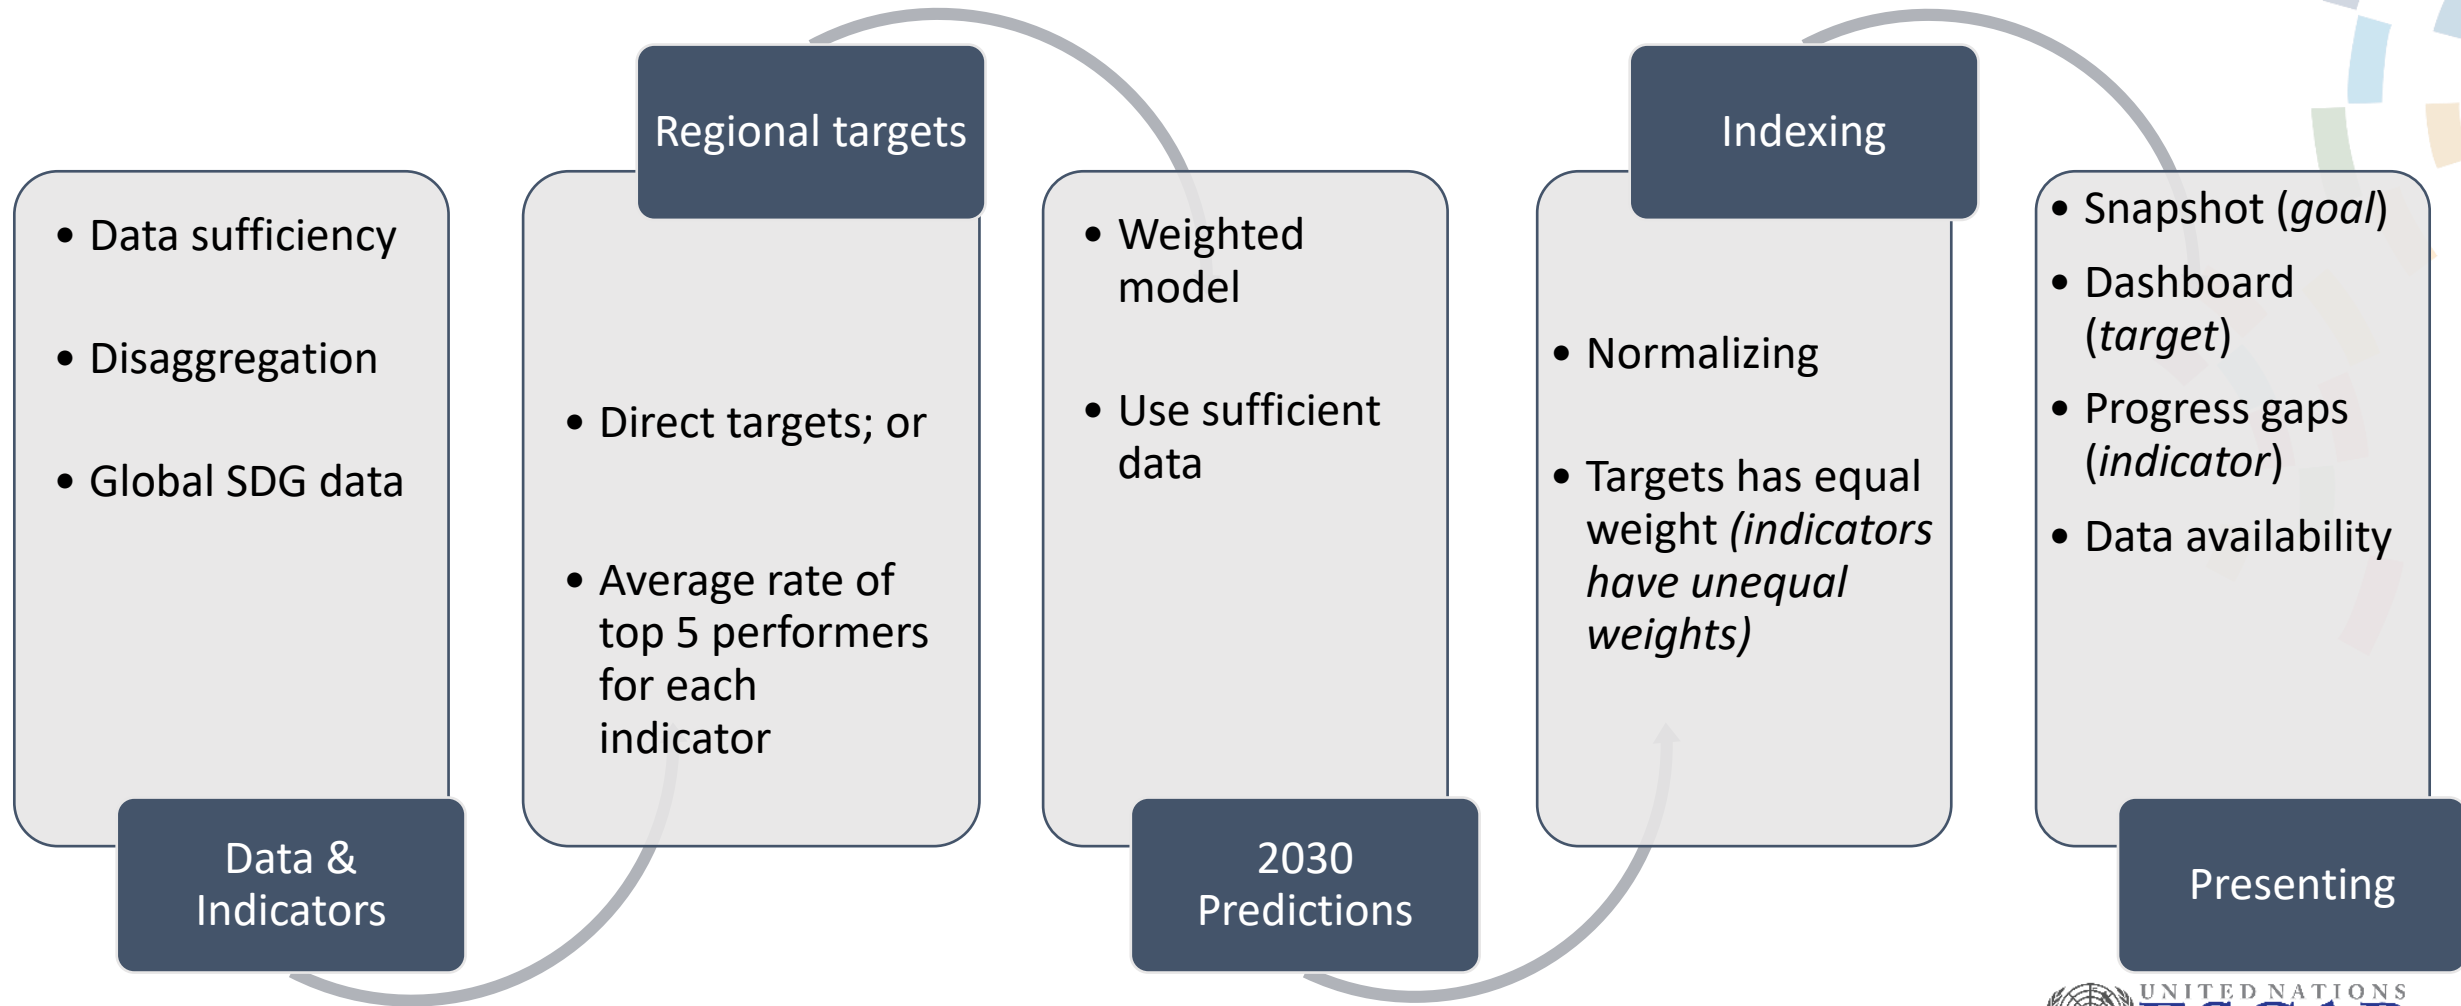 • Data sufficiency
• Disaggregation
• Global SDG data
Data &
Indicators
Regional targets
• Direct targets; or
• Average rate of
top 5 performers
for each
indicator
• Weighted
model
• Use sufficient
data
2030
Predictions
Indexing
• Normalizing
• Targets has equal
weight (indicators
have unequal
weights)
• Snapshot (goal)
• Dashboard
(target)
• Progress gaps
(indicator)
• Data availability
Presenting
UNITED NATIONS